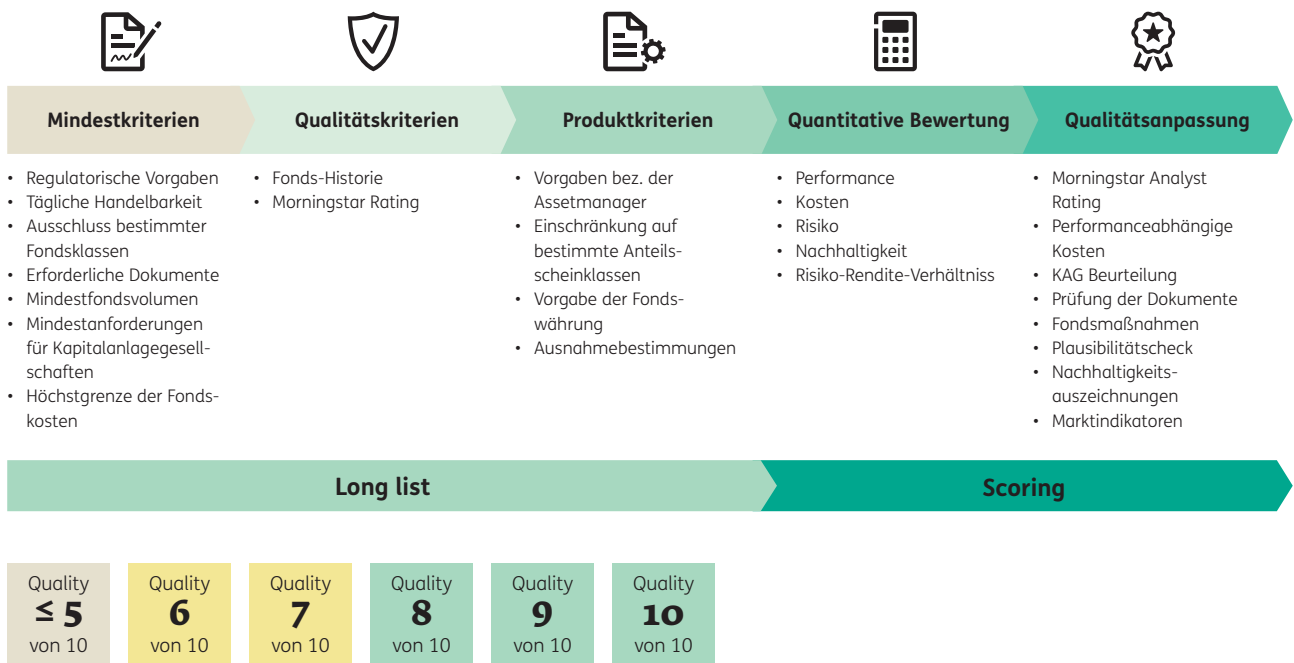 Mindestkriterien
Qualitätskriterien
Produktkriterien
Quantitative Bewertung
Qualitätsanpassung
• Regulatorische Vorgaben
• Tägliche Handelbarkeit
• Ausschluss bestimmter
Fondsklassen
• Erforderliche Dokumente
• Mindestfondsvolumen
• Mindestanforderungen
für Kapitalanlagegesell-
schaften
• Höchstgrenze der Fonds-
kosten
• Fonds-Historie
• Morningstar Rating
• Vorgaben bez. der
Assetmanager
• Einschränkung auf
bestimmte Anteils-
scheinklassen
• Vorgabe der Fonds-
währung
• Ausnahmebestimmungen
• Performance
• Kosten
• Risiko
• Nachhaltigkeit
• Risiko-Rendite-Verhältniss
• Morningstar Analyst
Rating
• Performanceabhängige
Kosten
• KAG Beurteilung
• Prüfung der Dokumente
• Fondsmaßnahmen
• Plausibilitätscheck
• Nachhaltigkeits-
auszeichnungen
• Marktindikatoren
Long list
Scoring
Quality
≤ 5
von 10
Quality
6
von 10
Quality
7
von 10
Quality
8
von 10
Quality
9
von 10
Quality
10
von 10